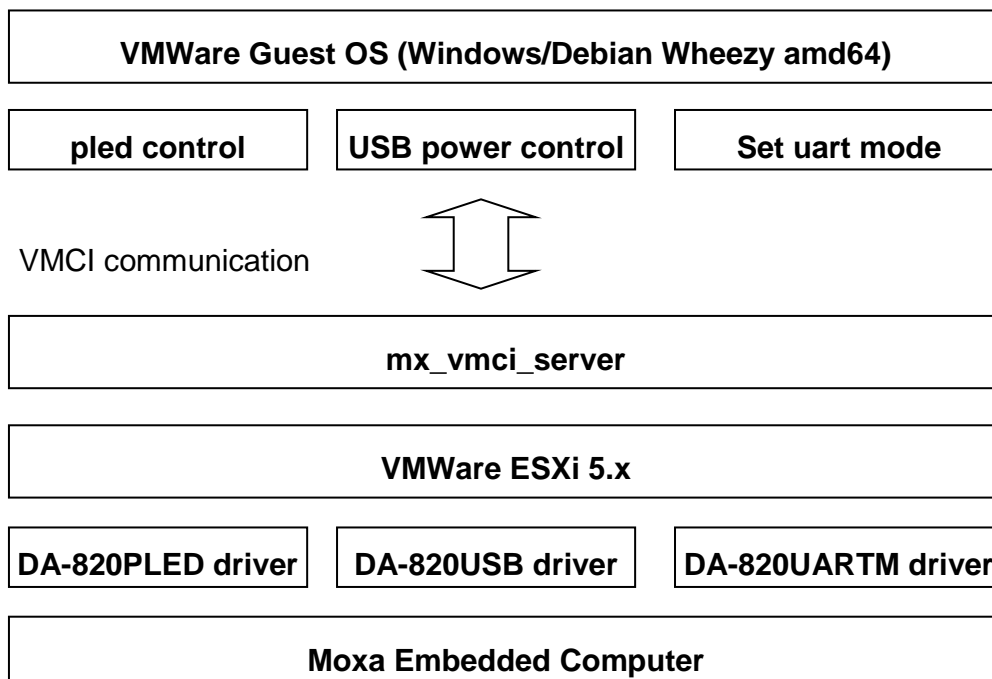 VMWare Guest OS (Windows/Debian Wheezy amd64)
pled control
USB power control
Set uart mode
VMCI communication
mx_vmci_server
VMWare ESXi 5.x
DA-820PLED driver
DA-820USB driver
DA-820UARTM driver
Moxa Embedded Computer